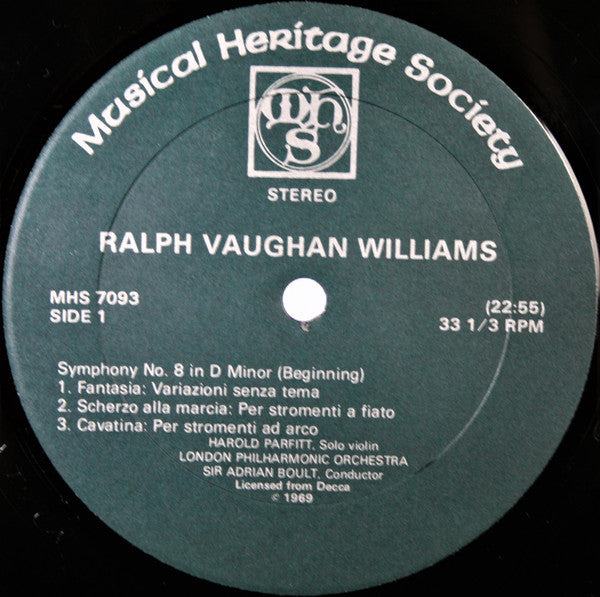 Musical Heritage Society
mhs
STEREO
RALPH VAUGHAN WILLIAMS
MHS 7093
SIDE 1
(22:55)
33 1/3 RPM
Symphony No. 8 in D Minor (Beginning)
1. Fantasia: Variazioni senza tema
2. Scherzo alla marcia: Per stromenti a fiato
3. Cavatina: Per stromenti ad arco
HAROLD PARFITT, Solo violin
LONDON PHILHARMONIC ORCHESTRA
SIR ADRIAN BOULT, Conductor
Licensed from Decca
© 1969